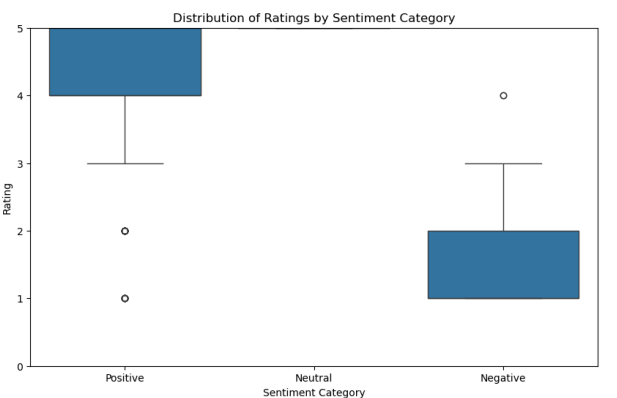 Distribution of Ratings by Sentiment Category
5
4
3
2
1
0
Rating
Positive
Neutral
Negative
Sentiment Category